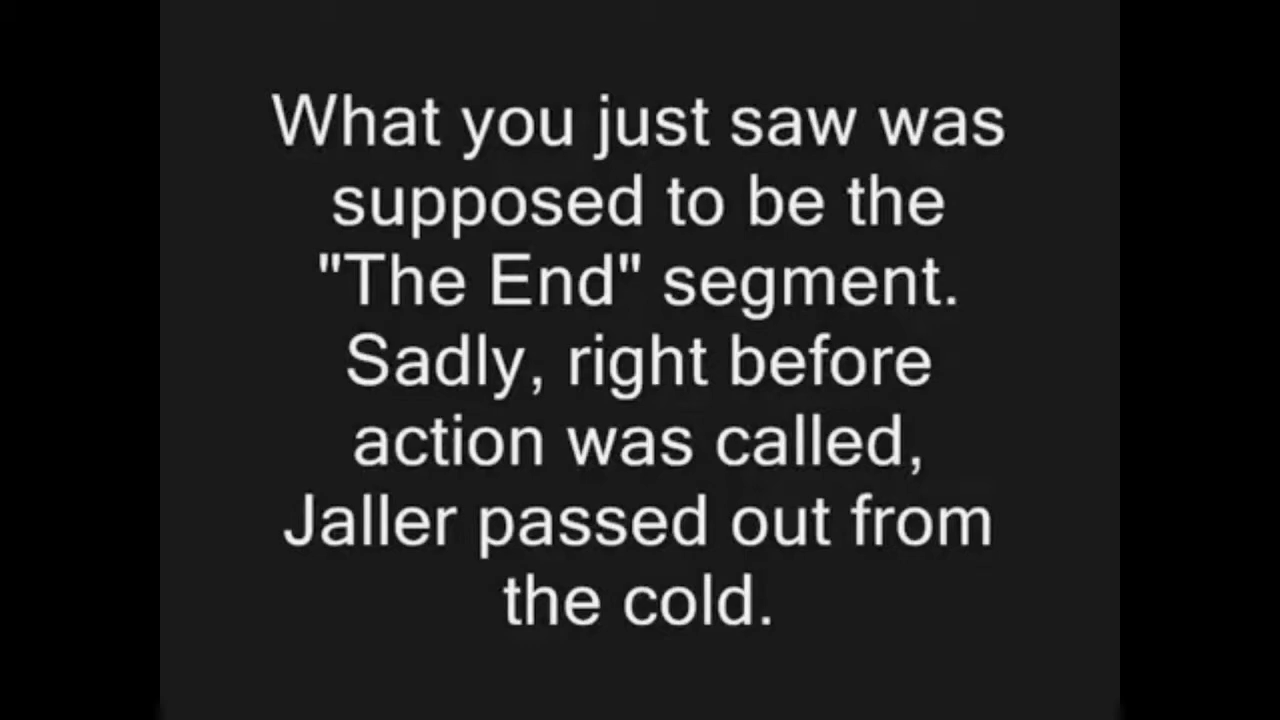 What you just saw was
supposed to be the
"The End" segment.
Sadly, right before
action was called,
Jaller passed out from
the cold.